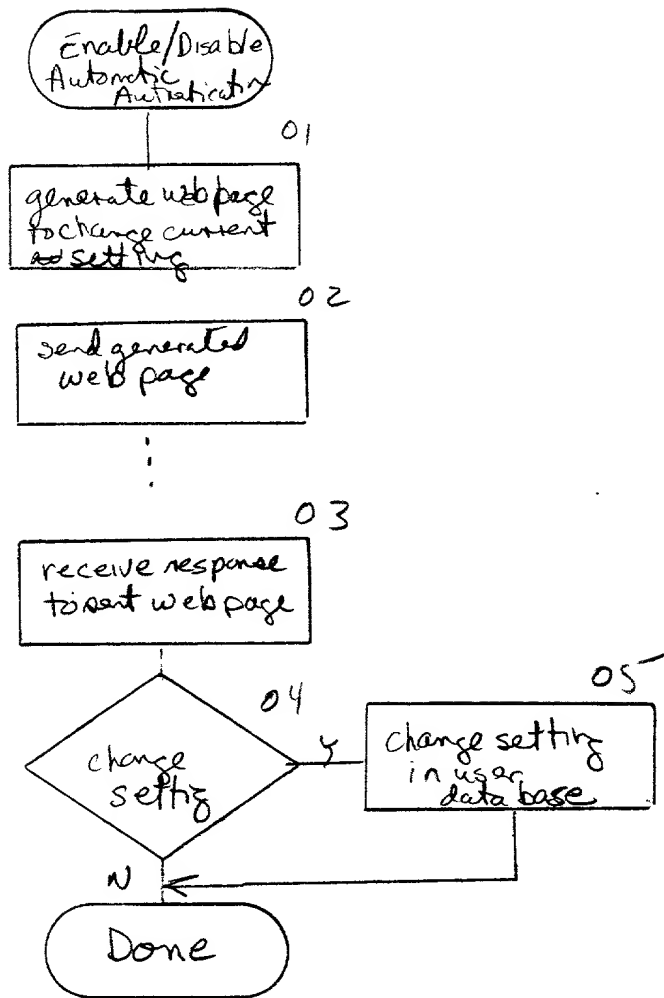 Enable/Disable
Automatic
Authentication
01
generate web page
to change current
setting
02
send generated
web page
03
receive response
to sent web page
04
change
settig
Y
05
change setting
in user
data base
N
Done